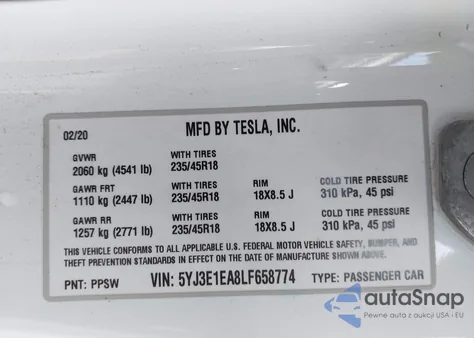 02/20 MFD BY TESLA, INC.
GVWR WITH TIRES
2060 kg (4541 lb) 235/45R18
GAWR FRT WITH TIRES RIM COLD TIRE PRESSURE
1110 kg (2447 lb) 235/45R18 18X8.5 J 310 kPa, 45 psi
GAWR RR WITH TIRES RIM COLD TIRE PRESSURE
1257 kg (2771 lb) 235/45R18 18X8.5 J 310 kPa, 45 psi
THIS VEHICLE CONFORMS TO ALL APPLICABLE U.S. FEDERAL MOTOR VEHICLE SAFETY, BUMPER, AND
THEFT PREVENTION STANDARDS IN EFFECT ON THE DATE OF MANUFACTURE SHOWN ABOVE.
PNT: PPSW VIN: 5YJ3E1EA8LF658774 TYPE: PASSENGER CAR
autoSnap
Pewne auta z aukcji w USA i EU